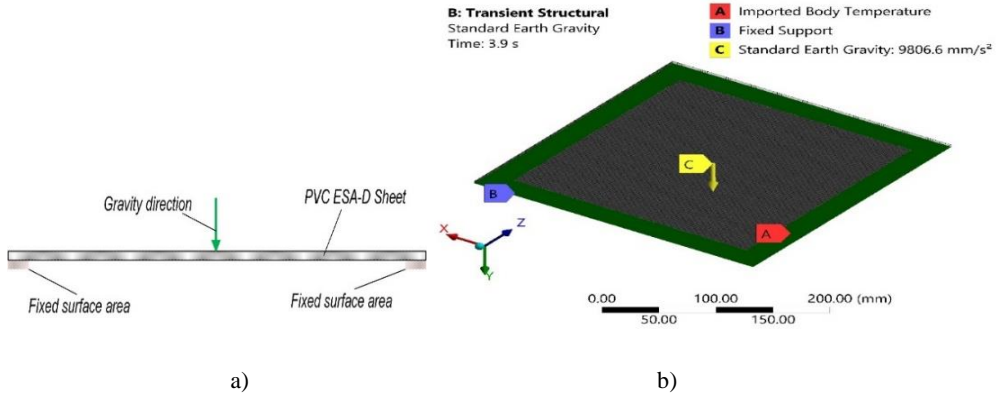 B: Transient Structural
Standard Earth Gravity
Time: 3.9 s
A Imported Body Temperature
B Fixed Support
C Standard Earth Gravity: 9806.6 mm/s²
Gravity direction
PVC ESA-D Sheet
Fixed surface area
Fixed surface area
C
B
A
X
Z
Y
0.00 100.00 200.00 (mm)
50.00 150.00
a) b)